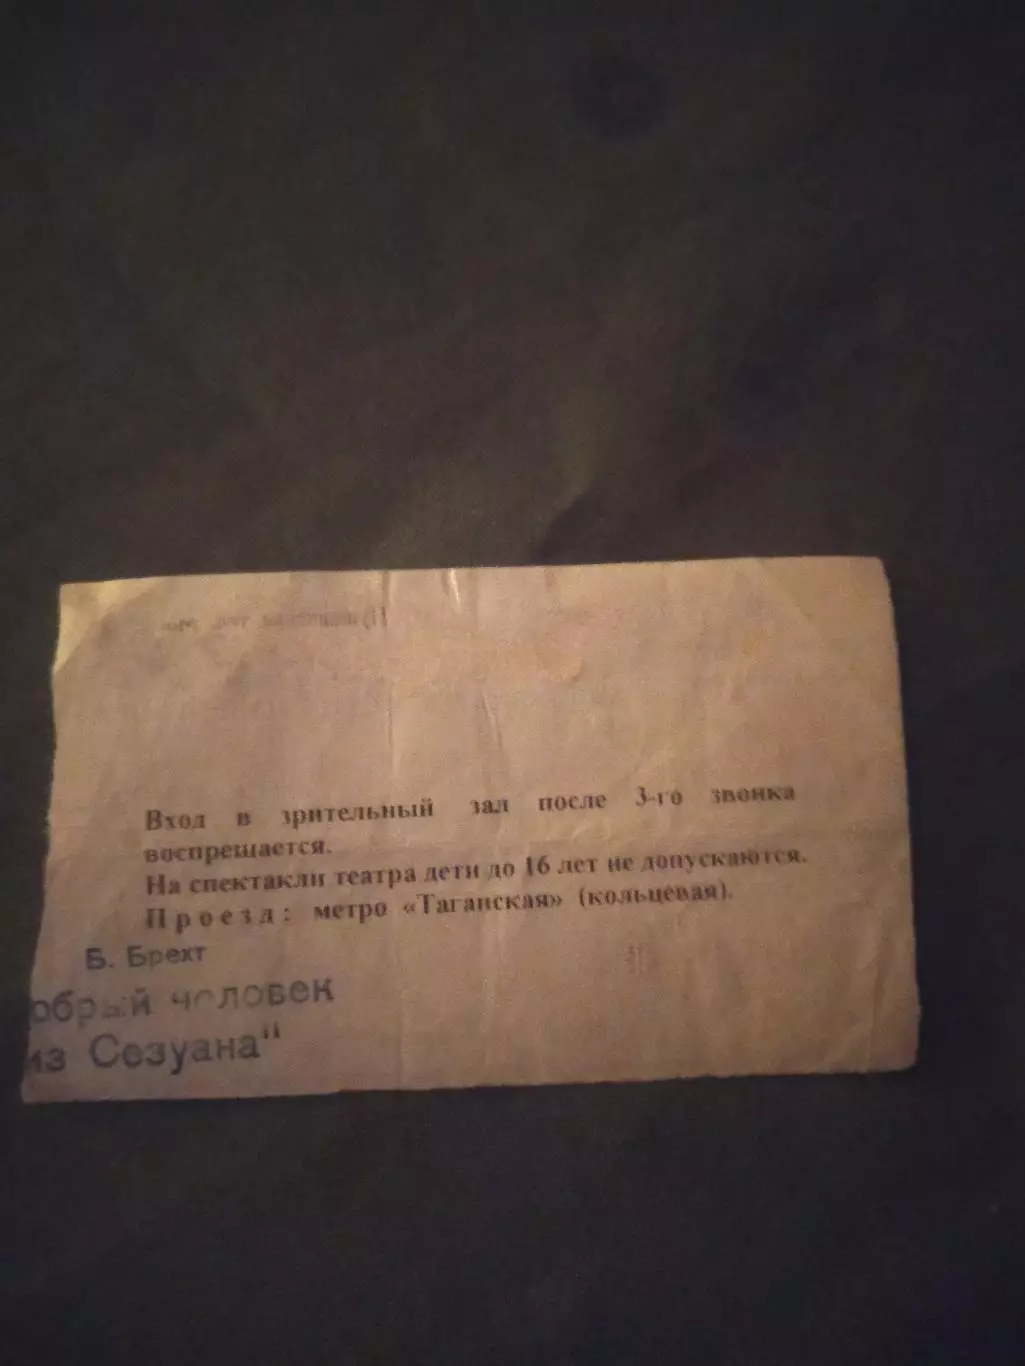 Вход в зрительный зал после 3-го звонка
воспрещается.
На спектакли театра дети до 16 лет не допускаются.
Проезд: метро «Таганская» (кольцевая).
Б. Брехт
обрый человек
из Сезуана"